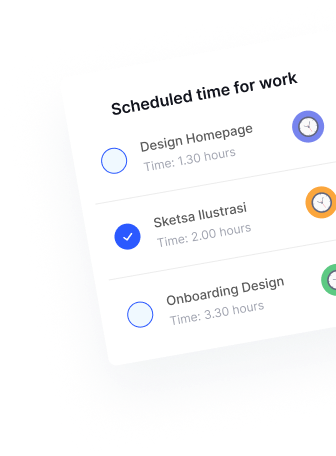 Scheduled time for work
Design Homepage
Time: 1.30 hours
Sketsa Ilustrasi
Time: 2.00 hours
Onboarding Design
Time: 3.30 hours